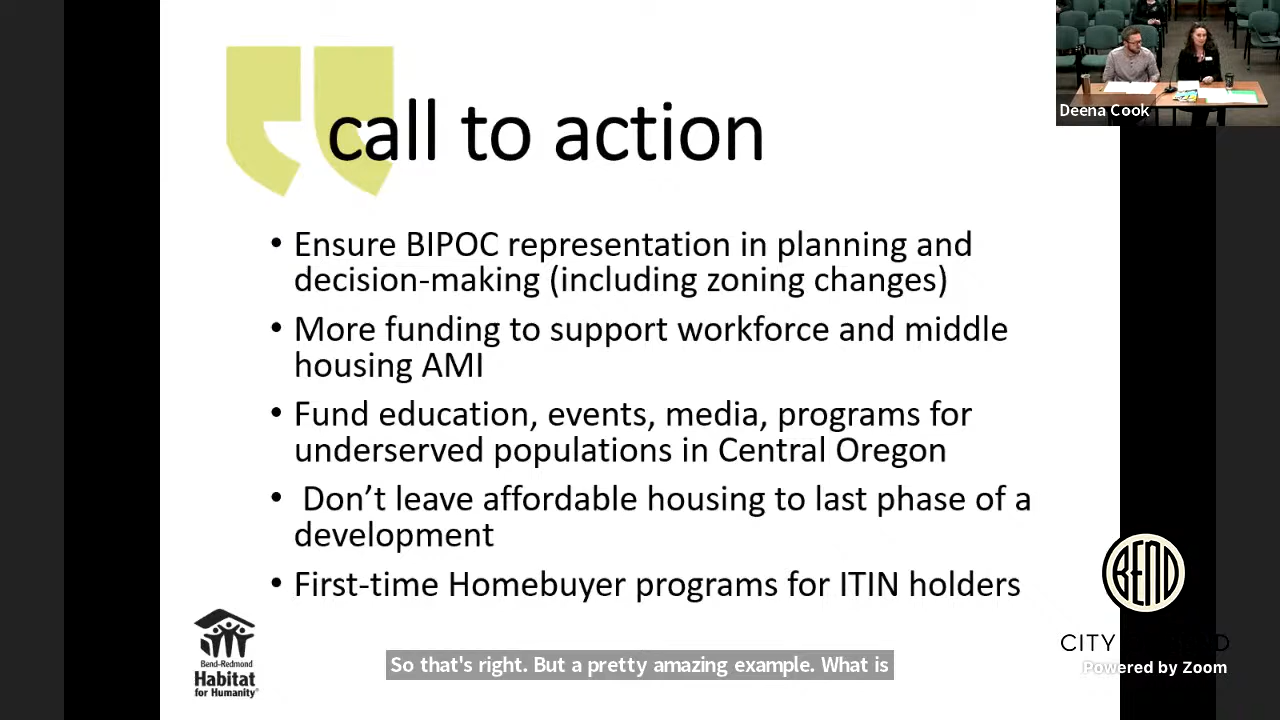 call to action
Deena Cook
• Ensure BIPOC representation in planning and
decision-making (including zoning changes)
• More funding to support workforce and middle
housing AMI
• Fund education, events, media, programs for
underserved populations in Central Oregon
• Don’t leave affordable housing to last phase of a
development
• First-time Homebuyer programs for ITIN holders
BEND
CITY
Powered by Zoom
Bend-Redmond
Habitat
for Humanity®
So that's right. But a pretty amazing example. What is